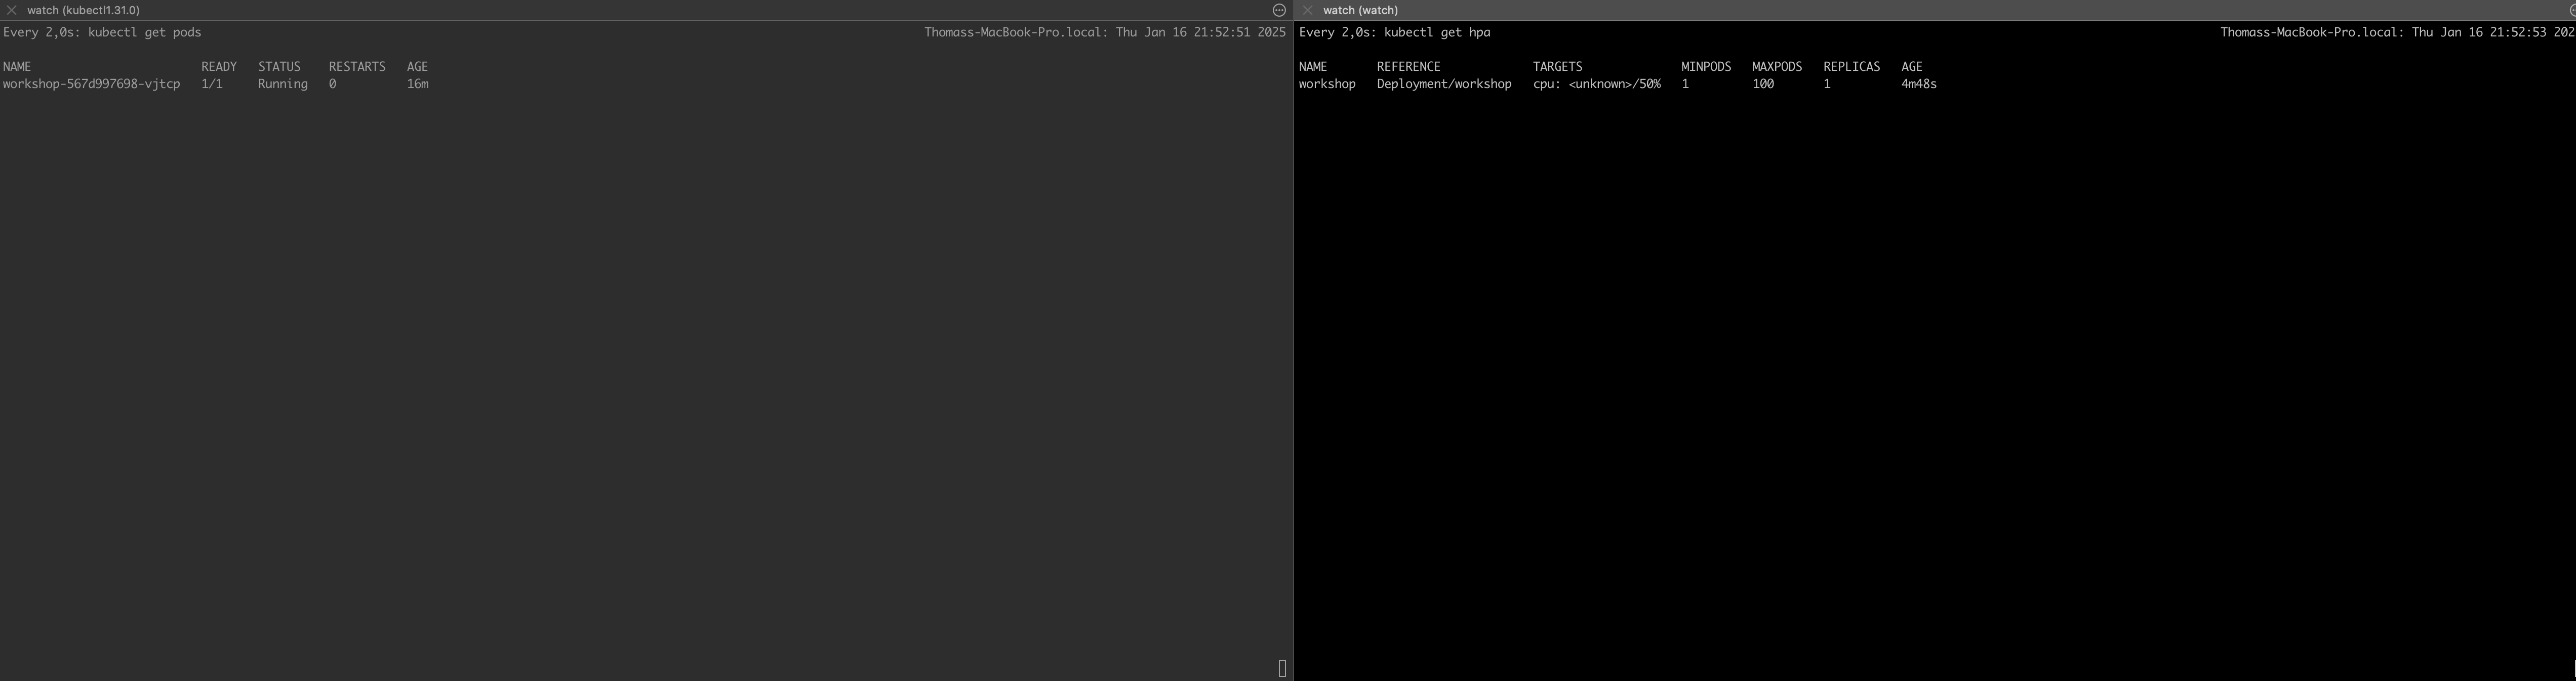 watch (kubectl1.31.0)
Every 2,0s: kubectl get pods Thomass-MacBook-Pro.local: Thu Jan 16 21:52:51 2025
NAME READY STATUS RESTARTS AGE
workshop-567d997698-vjtcp 1/1 Running 0 16m
watch (watch)
Every 2,0s: kubectl get hpa Thomass-MacBook-Pro.local: Thu Jan 16 21:52:53 202
NAME REFERENCE TARGETS MINPODS MAXPODS REPLICAS AGE
workshop Deployment/workshop cpu: <unknown>/50% 1 100 1 4m48s